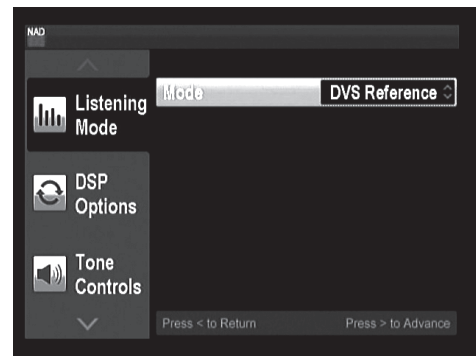 NAD
Listening
Mode
Mode DVS Reference
DSP
Options
Tone
Controls
Press < to Return Press > to Advance